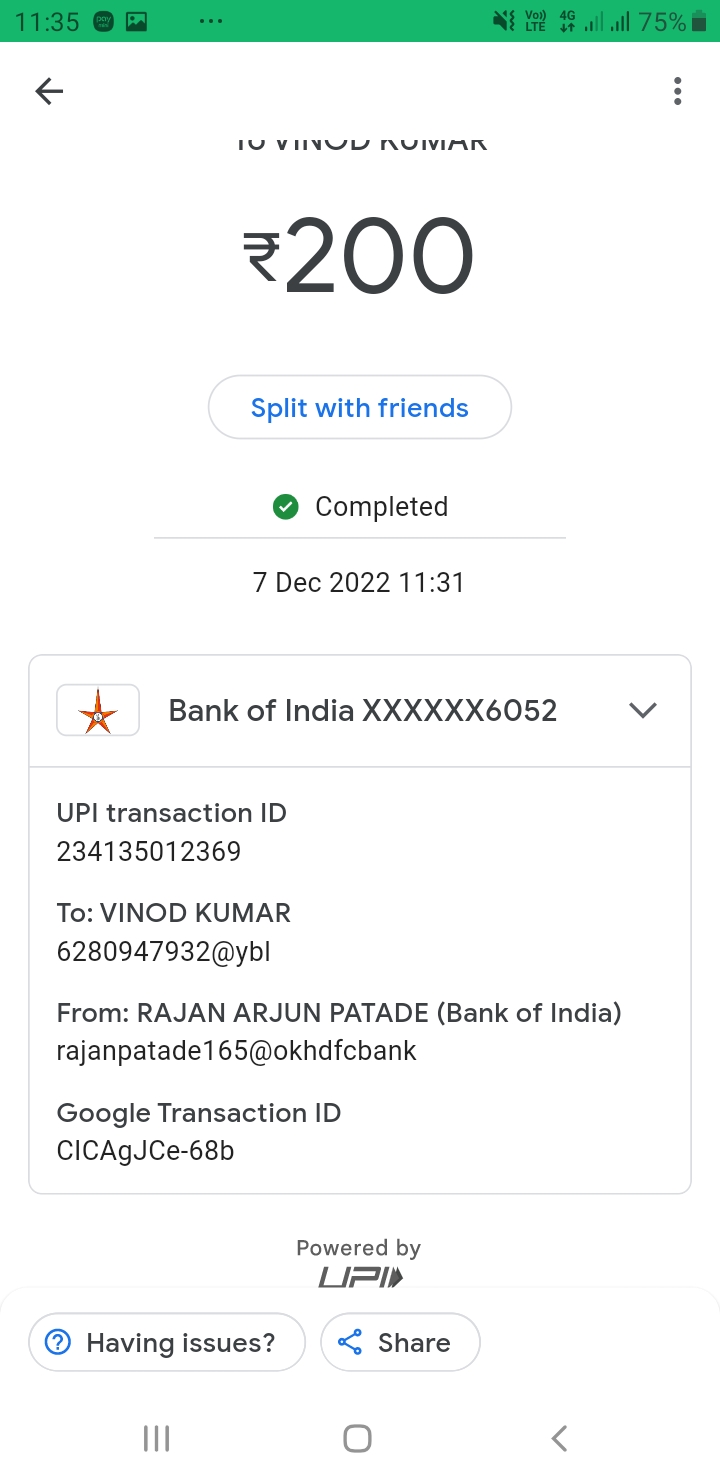 11:35
Vo))
LTE
4G
75%
To VINOD KUMAR
₹200
Split with friends
Completed
7 Dec 2022 11:31
Bank of India XXXXXX6052
UPI transaction ID
234135012369
To: VINOD KUMAR
6280947932@ybl
From: RAJAN ARJUN PATADE (Bank of India)
rajanpatade165@okhdfcbank
Google Transaction ID
CICAgJCe-68b
Powered by
UPI
Having issues?
Share